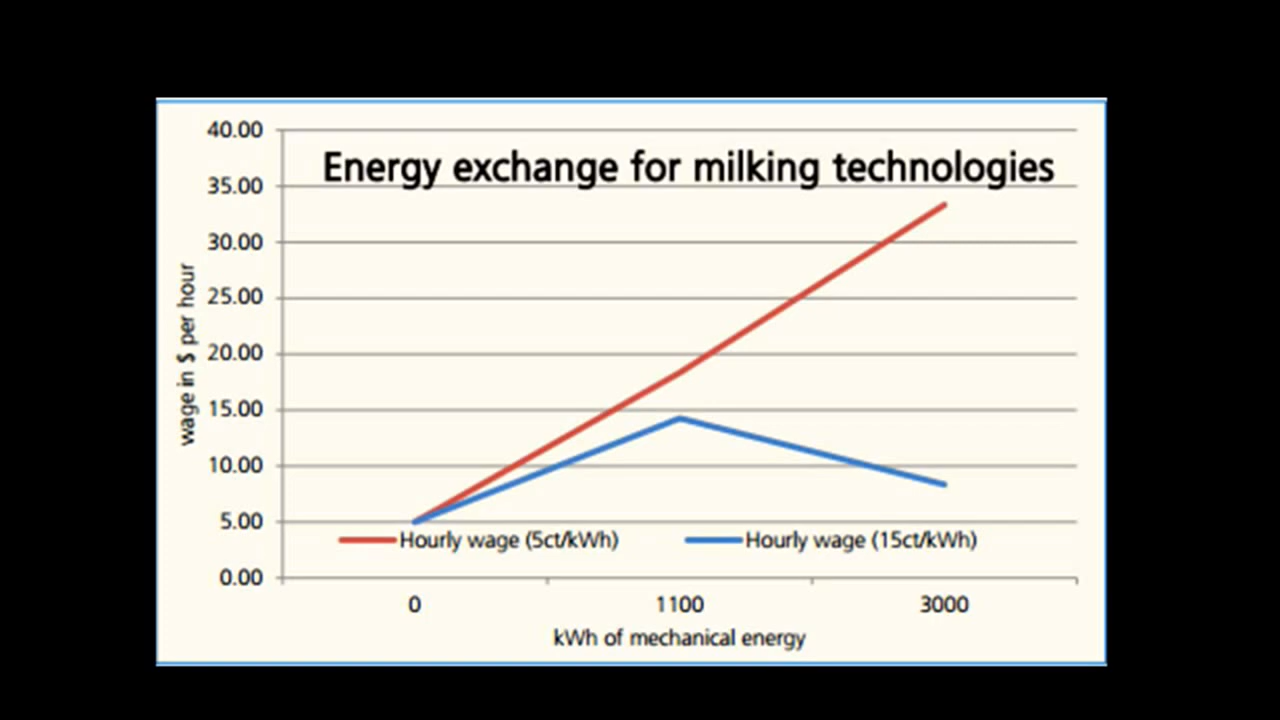 Energy exchange for milking technologies
40.00
35.00
30.00
25.00
20.00
15.00
10.00
5.00
0.00
wage in $ per hour
Hourly wage (5ct/kWh) Hourly wage (15ct/kWh)
0 1100 3000
kWh of mechanical energy